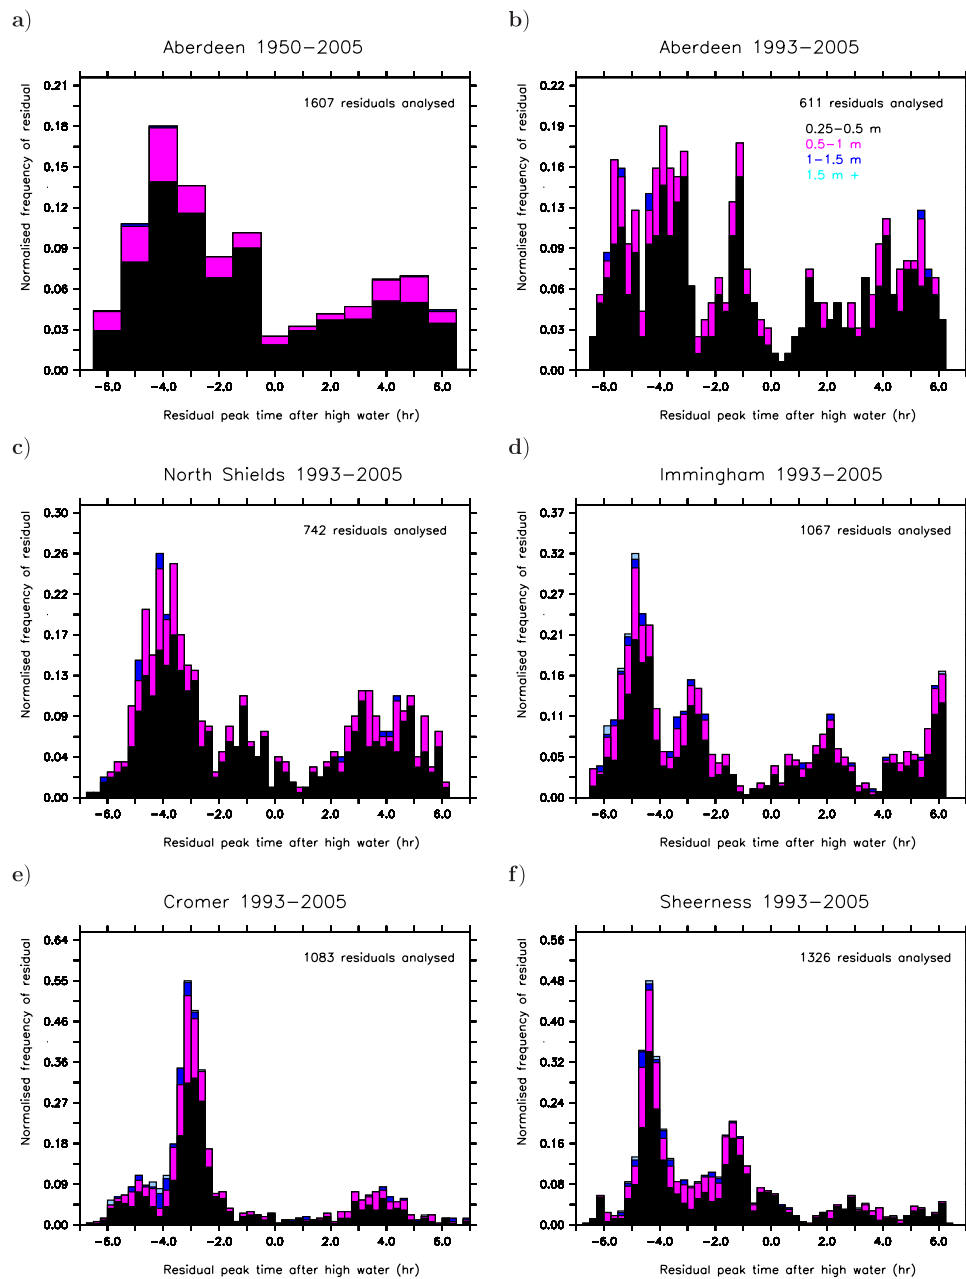 a)
Aberdeen 1950−2005
1607 residuals analysed
Normalised frequency of residual
0.21
0.18
0.15
0.12
0.09
0.06
0.03
0.00
−6.0 −4.0 −2.0 0.0 2.0 4.0 6.0
Residual peak time after high water (hr)
b)
Aberdeen 1993−2005
611 residuals analysed
0.25−0.5 m
0.5−1 m
1−1.5 m
1.5 m +
Normalised frequency of residual
0.22
0.19
0.16
0.13
0.09
0.06
0.03
0.00
−6.0 −4.0 −2.0 0.0 2.0 4.0 6.0
Residual peak time after high water (hr)
c)
North Shields 1993−2005
742 residuals analysed
Normalised frequency of residual
0.30
0.26
0.22
0.17
0.13
0.09
0.04
0.00
−6.0 −4.0 −2.0 0.0 2.0 4.0 6.0
Residual peak time after high water (hr)
d)
Immingham 1993−2005
1067 residuals analysed
Normalised frequency of residual
0.37
0.32
0.27
0.21
0.16
0.11
0.05
0.00
−6.0 −4.0 −2.0 0.0 2.0 4.0 6.0
Residual peak time after high water (hr)
e)
Cromer 1993−2005
1083 residuals analysed
Normalised frequency of residual
0.64
0.55
0.46
0.36
0.27
0.18
0.09
0.00
−6.0 −4.0 −2.0 0.0 2.0 4.0 6.0
Residual peak time after high water (hr)
f)
Sheerness 1993−2005
1326 residuals analysed
Normalised frequency of residual
0.56
0.48
0.40
0.32
0.24
0.16
0.08
0.00
−6.0 −4.0 −2.0 0.0 2.0 4.0 6.0
Residual peak time after high water (hr)